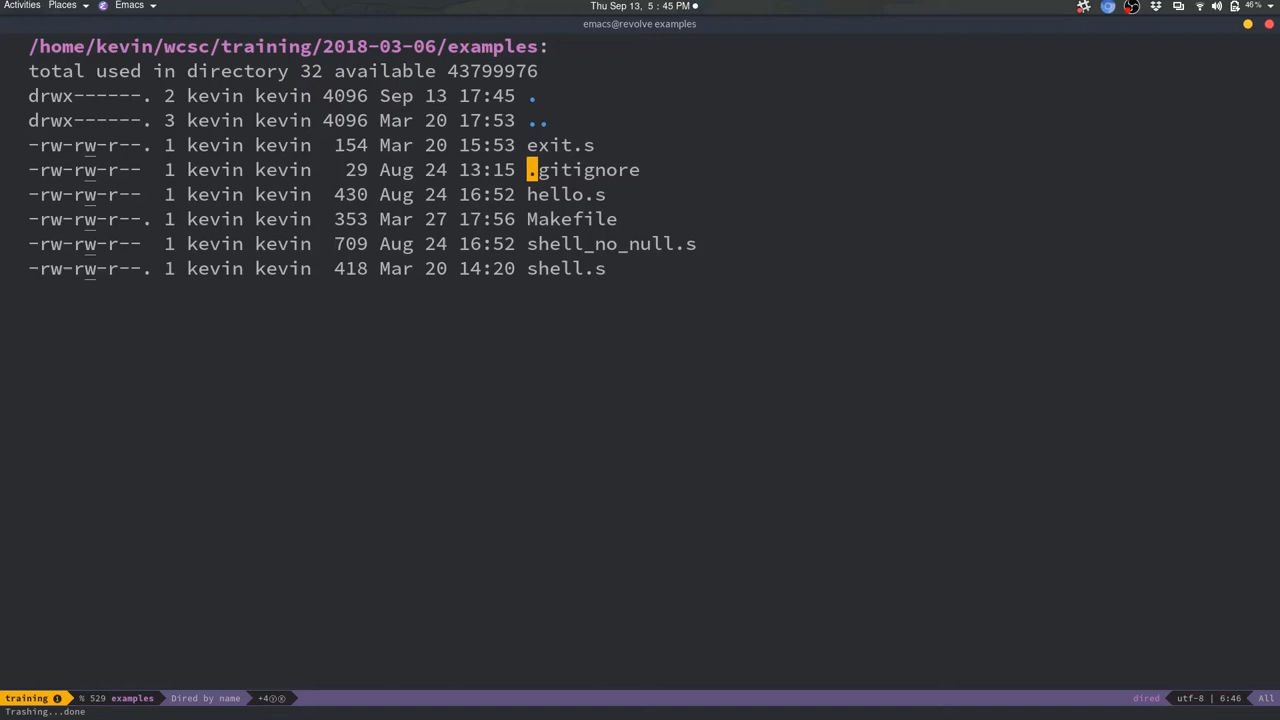 Activities Places Emacs Thu Sep 13, 5:45 PM 46%
emacs@revolve examples
/home/kevin/wcsc/training/2018-03-06/examples:
total used in directory 32 available 43799976
drwx------. 2 kevin kevin 4096 Sep 13 17:45 .
drwx------. 3 kevin kevin 4096 Mar 20 17:53 ..
-rw-rw-r--. 1 kevin kevin 154 Mar 20 15:53 exit.s
-rw-rw-r-- 1 kevin kevin 29 Aug 24 13:15 .gitignore
-rw-rw-r-- 1 kevin kevin 430 Aug 24 16:52 hello.s
-rw-rw-r--. 1 kevin kevin 353 Mar 27 17:56 Makefile
-rw-rw-r-- 1 kevin kevin 709 Aug 24 16:52 shell_no_null.s
-rw-rw-r--. 1 kevin kevin 418 Mar 20 14:20 shell.s
training ❶ % 529 examples Dired by name +4ⓨⓚ dired utf-8 | 6:46 All
Trashing...done